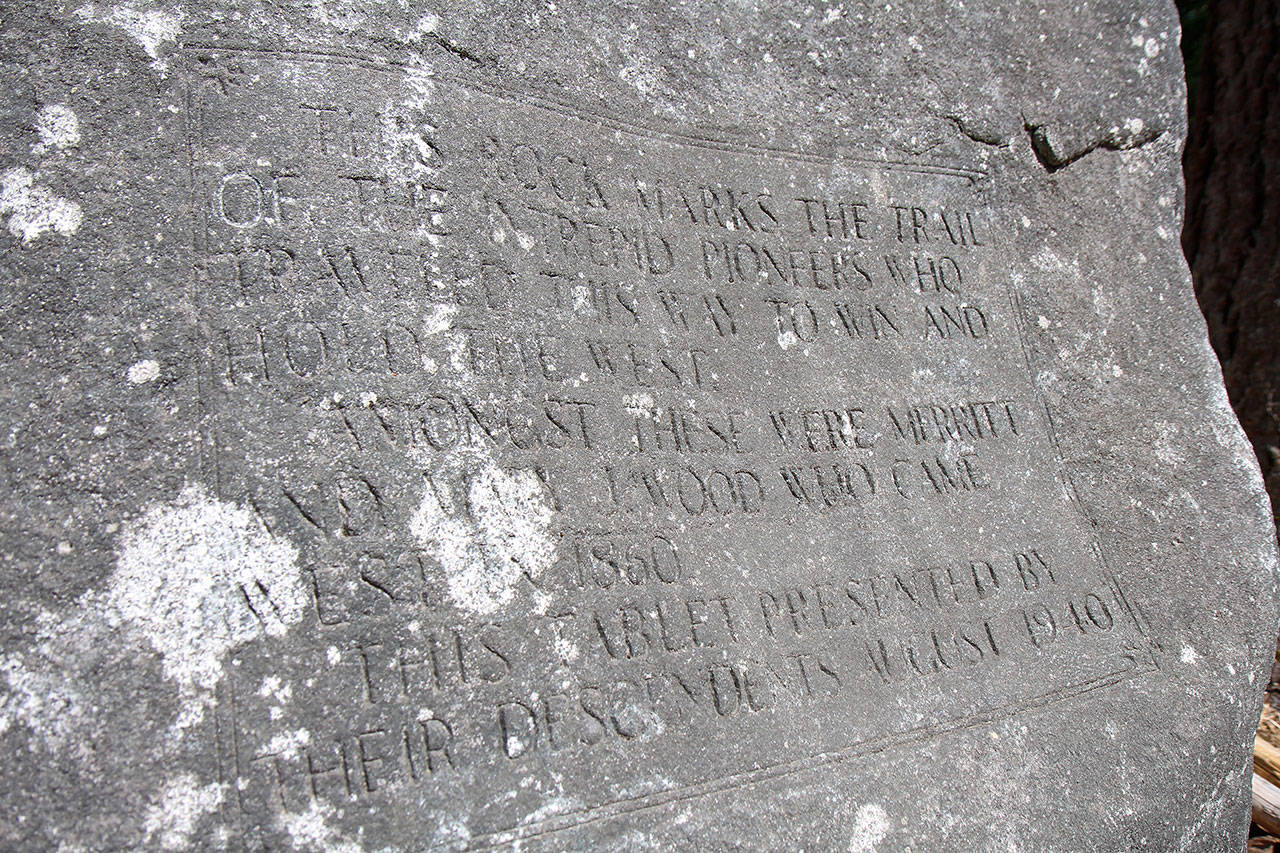 THIS ROCK MARKS THE TRAIL
OF THE INTREPID PIONEERS WHO
TRAVELED THIS WAY TO WIN AND
HOLD THE WEST.
AMONGST THESE WERE MERRITT
AND J. WOOD WHO CAME
WEST IN 1860.
THIS TABLET PRESENTED BY
THEIR DESCENDENTS AUGUST 1940